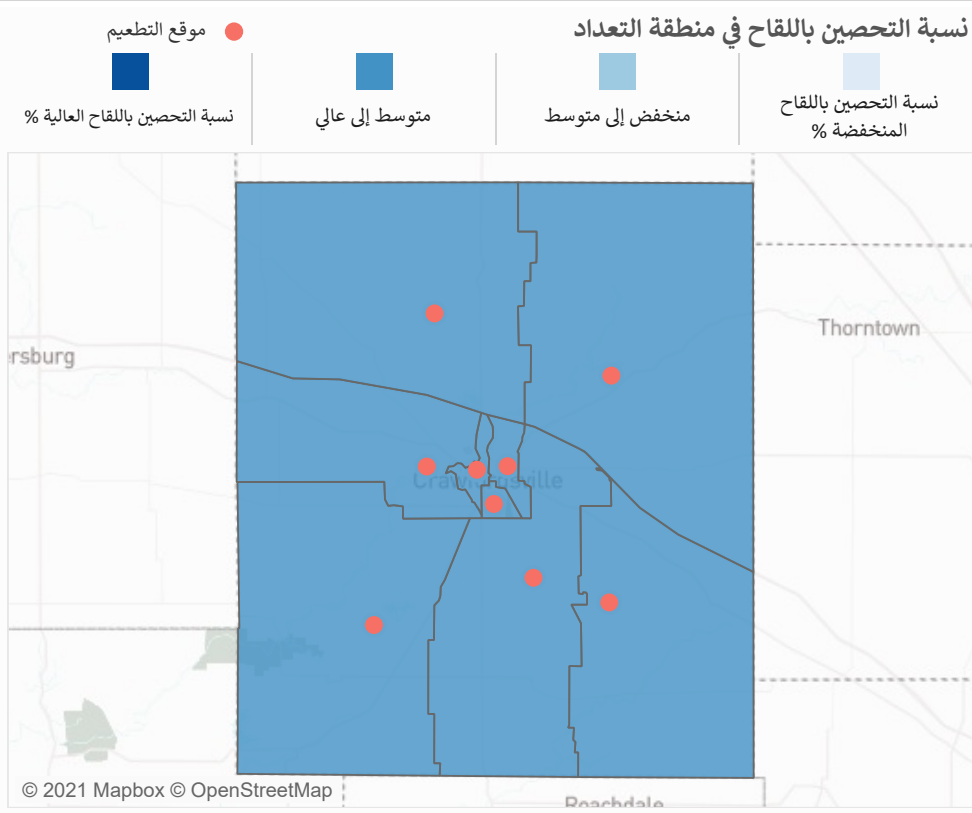 نسبة التحصين باللقاح في منطقة التعداد
موقع التطعيم
نسبة التحصين باللقاح
المنخفضة %
منخفض إلى متوسط
متوسط إلى عالي
نسبة التحصين باللقاح العالية %
Thorntown
rsburg
Crawfordsville
Roachdale
© 2021 Mapbox © OpenStreetMap